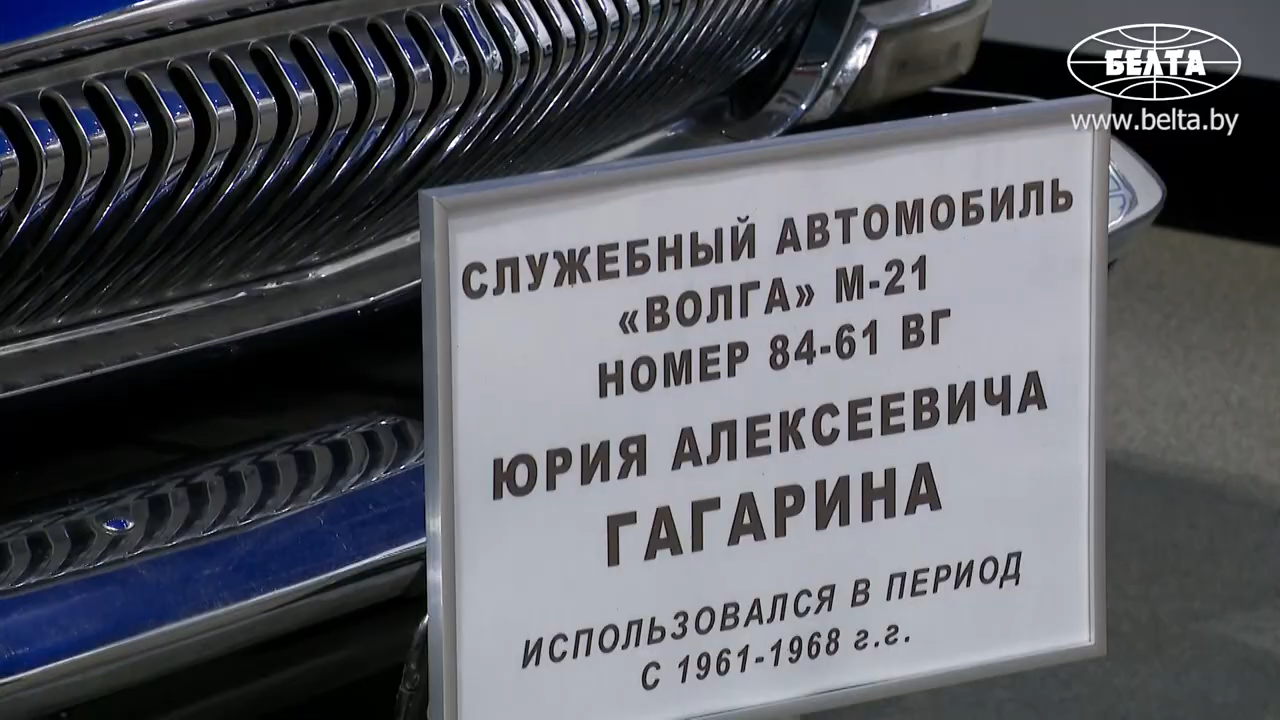 БЕЛТА
www.belta.by
СЛУЖЕБНЫЙ АВТОМОБИЛЬ
«ВОЛГА» М-21
НОМЕР 84-61 ВГ
ЮРИЯ АЛЕКСЕЕВИЧА
ГАГАРИНА
ИСПОЛЬЗОВАЛСЯ В ПЕРИОД
С 1961-1968 г.г.